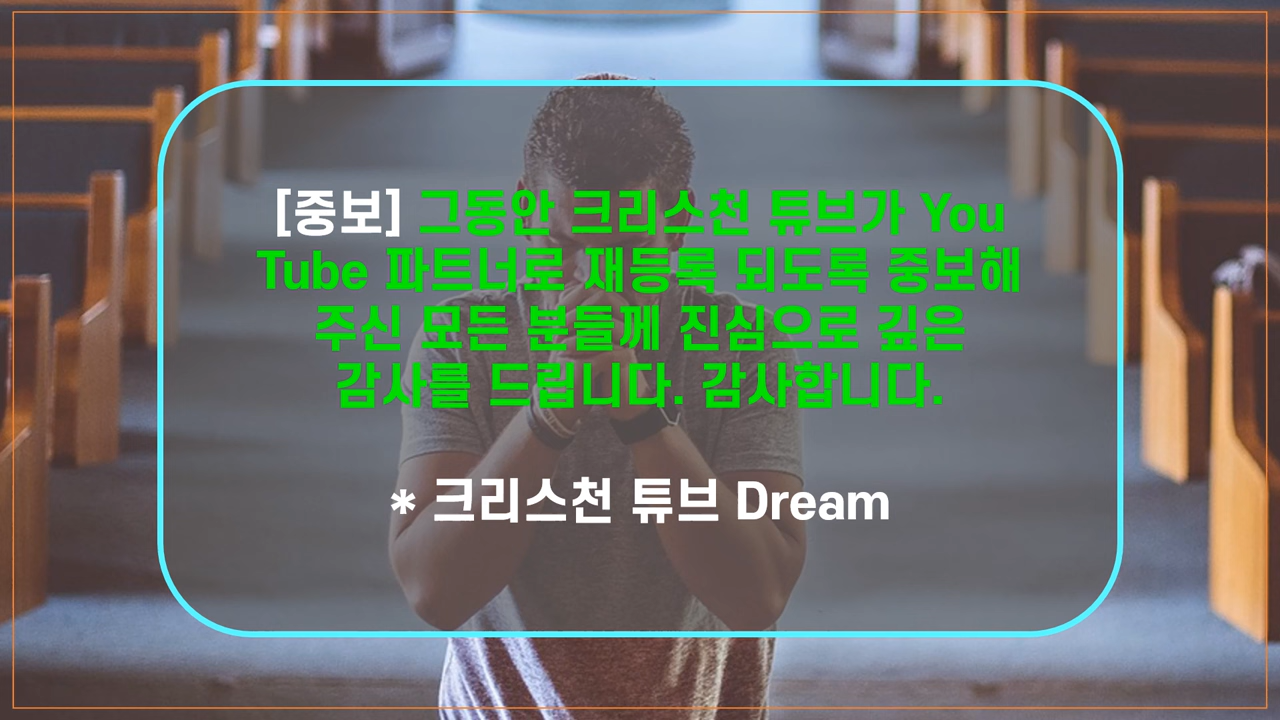 [중보] 그동안 크리스천 튜브가 You
Tube 파트너로 재등록 되도록 중보해
주신 모든 분들께 진심으로 깊은
감사를 드립니다. 감사합니다.
* 크리스천 튜브 Dream